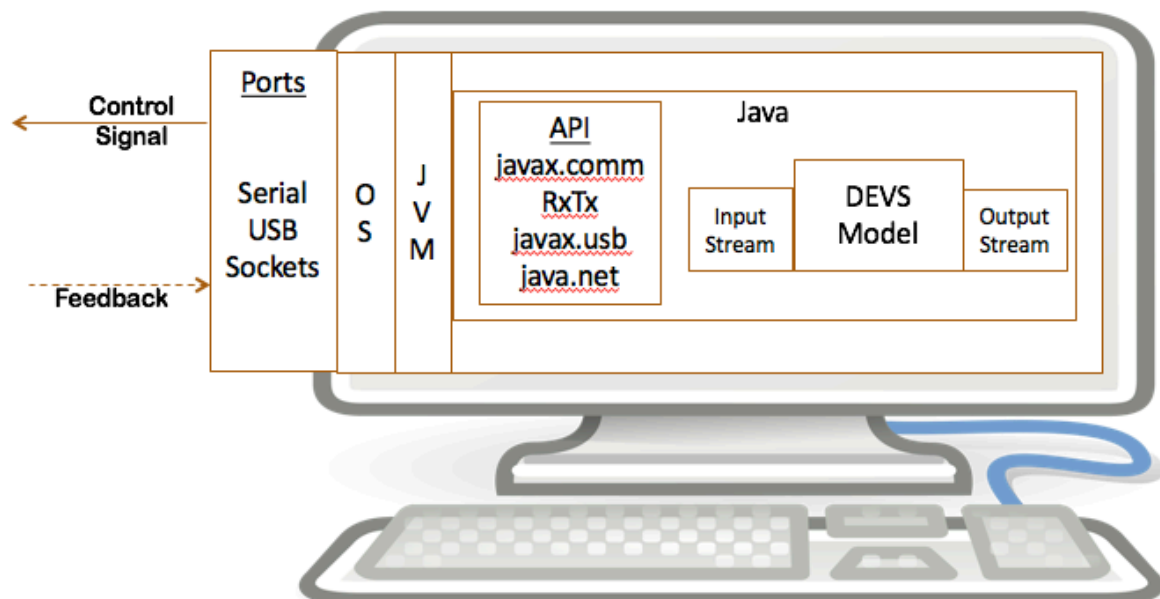 Control
Signal
Feedback
Ports
Serial
USB
Sockets
O
S
J
V
M
API
javax.comm
RxTx
javax.usb
java.net
Java
Input
Stream
DEVS
Model
Output
Stream